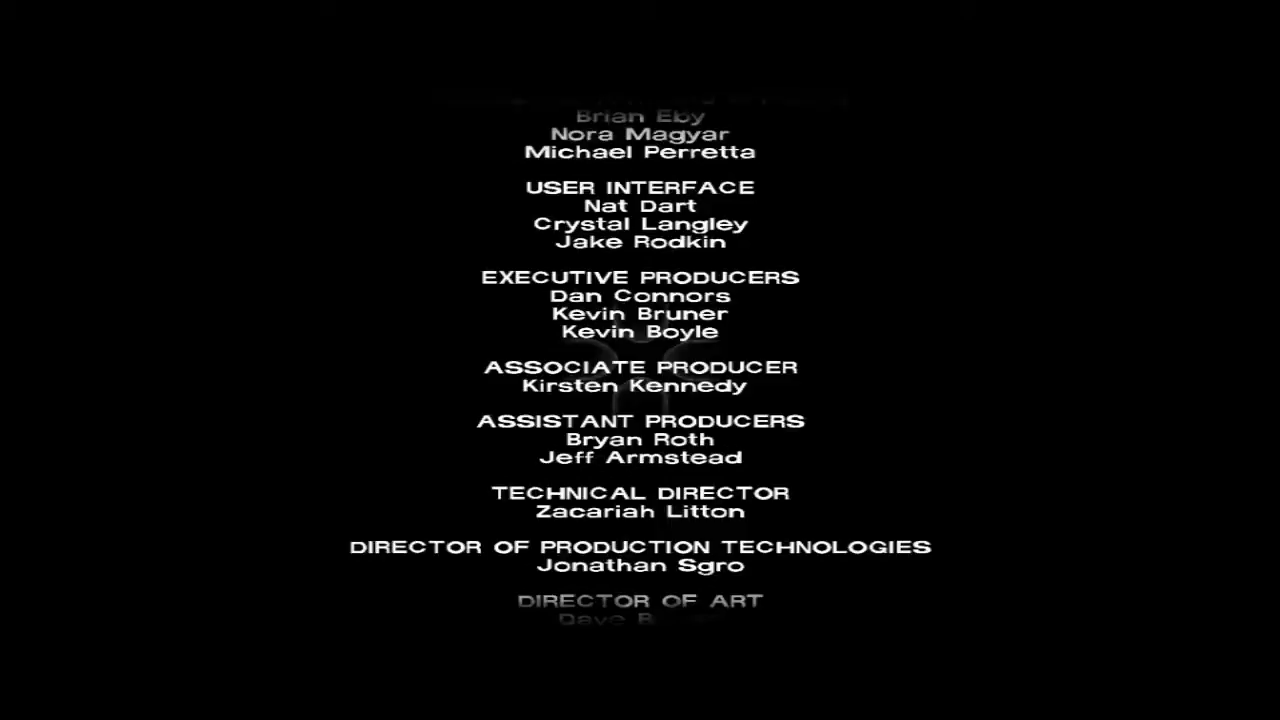 Brian Eby
Nora Magyar
Michael Perretta
USER INTERFACE
Nat Dart
Crystal Langley
Jake Rodkin
EXECUTIVE PRODUCERS
Dan Connors
Kevin Bruner
Kevin Boyle
ASSOCIATE PRODUCER
Kirsten Kennedy
ASSISTANT PRODUCERS
Bryan Roth
Jeff Armstead
TECHNICAL DIRECTOR
Zacariah Litton
DIRECTOR OF PRODUCTION TECHNOLOGIES
Jonathan Sgro
DIRECTOR OF ART
Dave